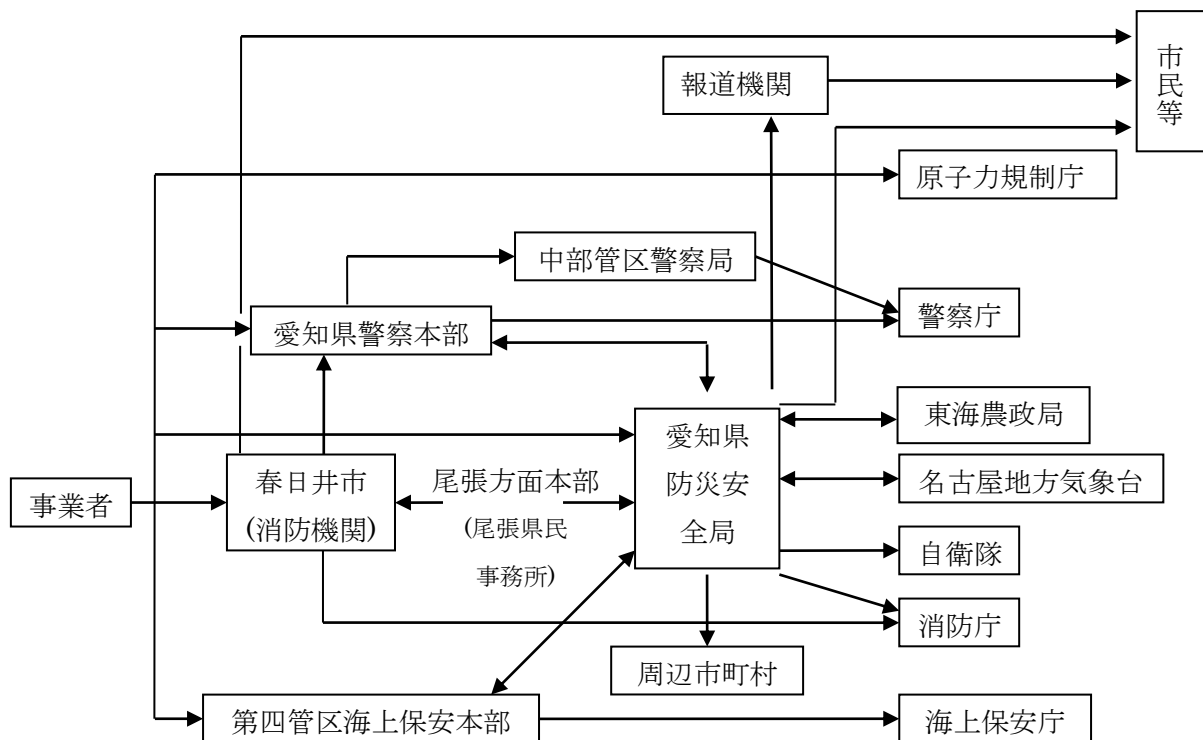 市民等
報道機関
原子力規制庁
中部管区警察局
警察庁
愛知県警察本部
東海農政局
愛知県
防災安
全局
春日井市
(消防機関)
尾張方面本部
(尾張県民
事務所)
名古屋地方気象台
事業者
自衛隊
消防庁
周辺市町村
第四管区海上保安本部
海上保安庁